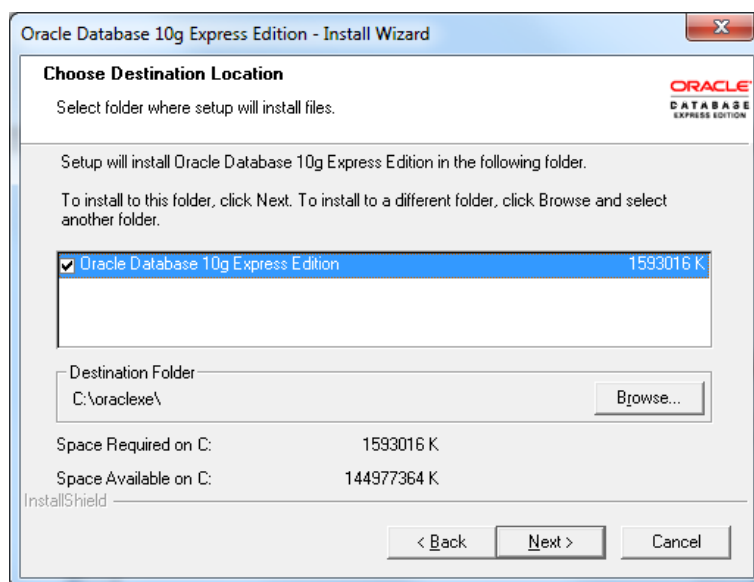 Oracle Database 10g Express Edition - Install Wizard
x
Choose Destination Location
Select folder where setup will install files.
ORACLE
DATABASE
EXPRESS EDITION
Setup will install Oracle Database 10g Express Edition in the following folder.
To install to this folder, click Next. To install to a different folder, click Browse and select
another folder.
Oracle Database 10g Express Edition 1593016 K
Destination Folder
C:\oraclexe\
Browse...
Space Required on C: 1593016 K
Space Available on C: 144977364 K
InstallShield
< Back Next > Cancel